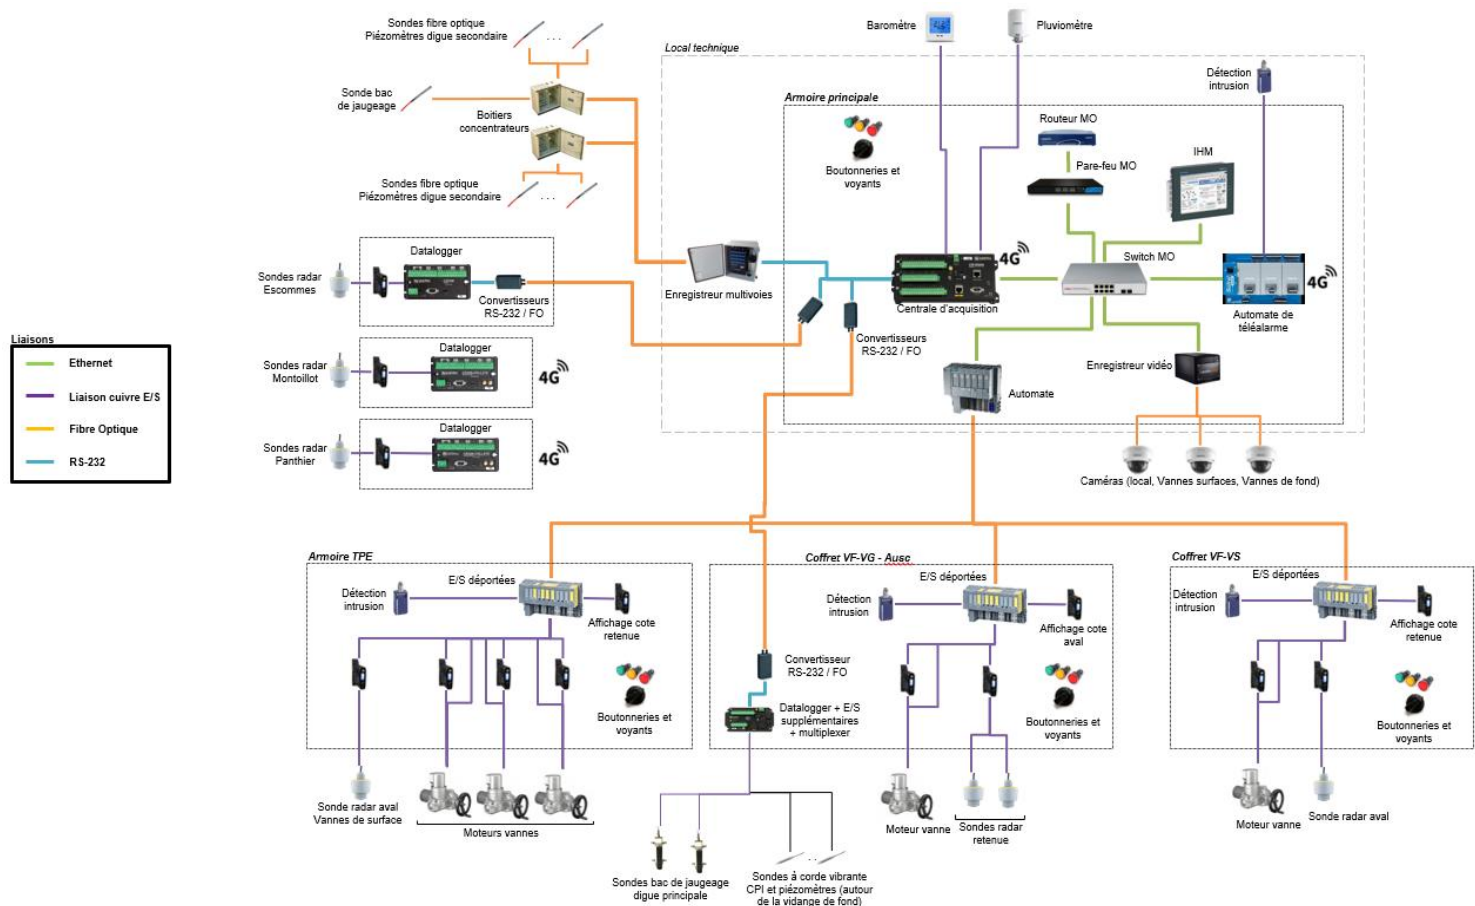 Sondes fibre optique
Piézomètres digue secondaire
. . .
Sonde bac
de jaugeage
Boitiers
concentrateurs
Sondes fibre optique
Piézomètres digue secondaire
. . .
Baromètre
Pluviomètre
Local technique
Détection
intrusion
Armoire principale
Routeur MO
IHM
Pare-feu MO
Boutonneries et
voyants
Datalogger
Sondes radar
Escommes
Convertisseurs
RS-232 / FO
Enregistreur multivoies
4G
Centrale d'acquisition
Switch MO
4G
Automate de
téléalarme
Convertisseurs
RS-232 / FO
Liaisons
Ethernet
Liaison cuivre E/S
Fibre Optique
RS-232
Datalogger
Sondes radar
Montoillot
4G
Datalogger
Sondes radar
Panthier
4G
Automate
Enregistreur vidéo
Caméras (local, Vannes surfaces, Vannes de fond)
Armoire TPE
E/S déportées
Détection
intrusion
Affichage cote
retenue
Boutonneries et
voyants
Sonde radar aval
Vannes de surface
Moteurs vannes
Coffret VF-VG - Ausc
E/S déportées
Détection
intrusion
Affichage cote
aval
Convertisseur
RS-232 / FO
Datalogger + E/S
supplémentaires
+ multiplexer
Boutonneries et
voyants
Moteur vanne
Sondes radar
retenue
Sondes bac de jaugeage
digue principale
. .
Sondes à corde vibrante
CPI et piézomètres (autour
de la vidange de fond)
Coffret VF-VS
E/S déportées
Détection
intrusion
Affichage cote
retenue
Boutonneries et
voyants
Moteur vanne
Sonde radar aval